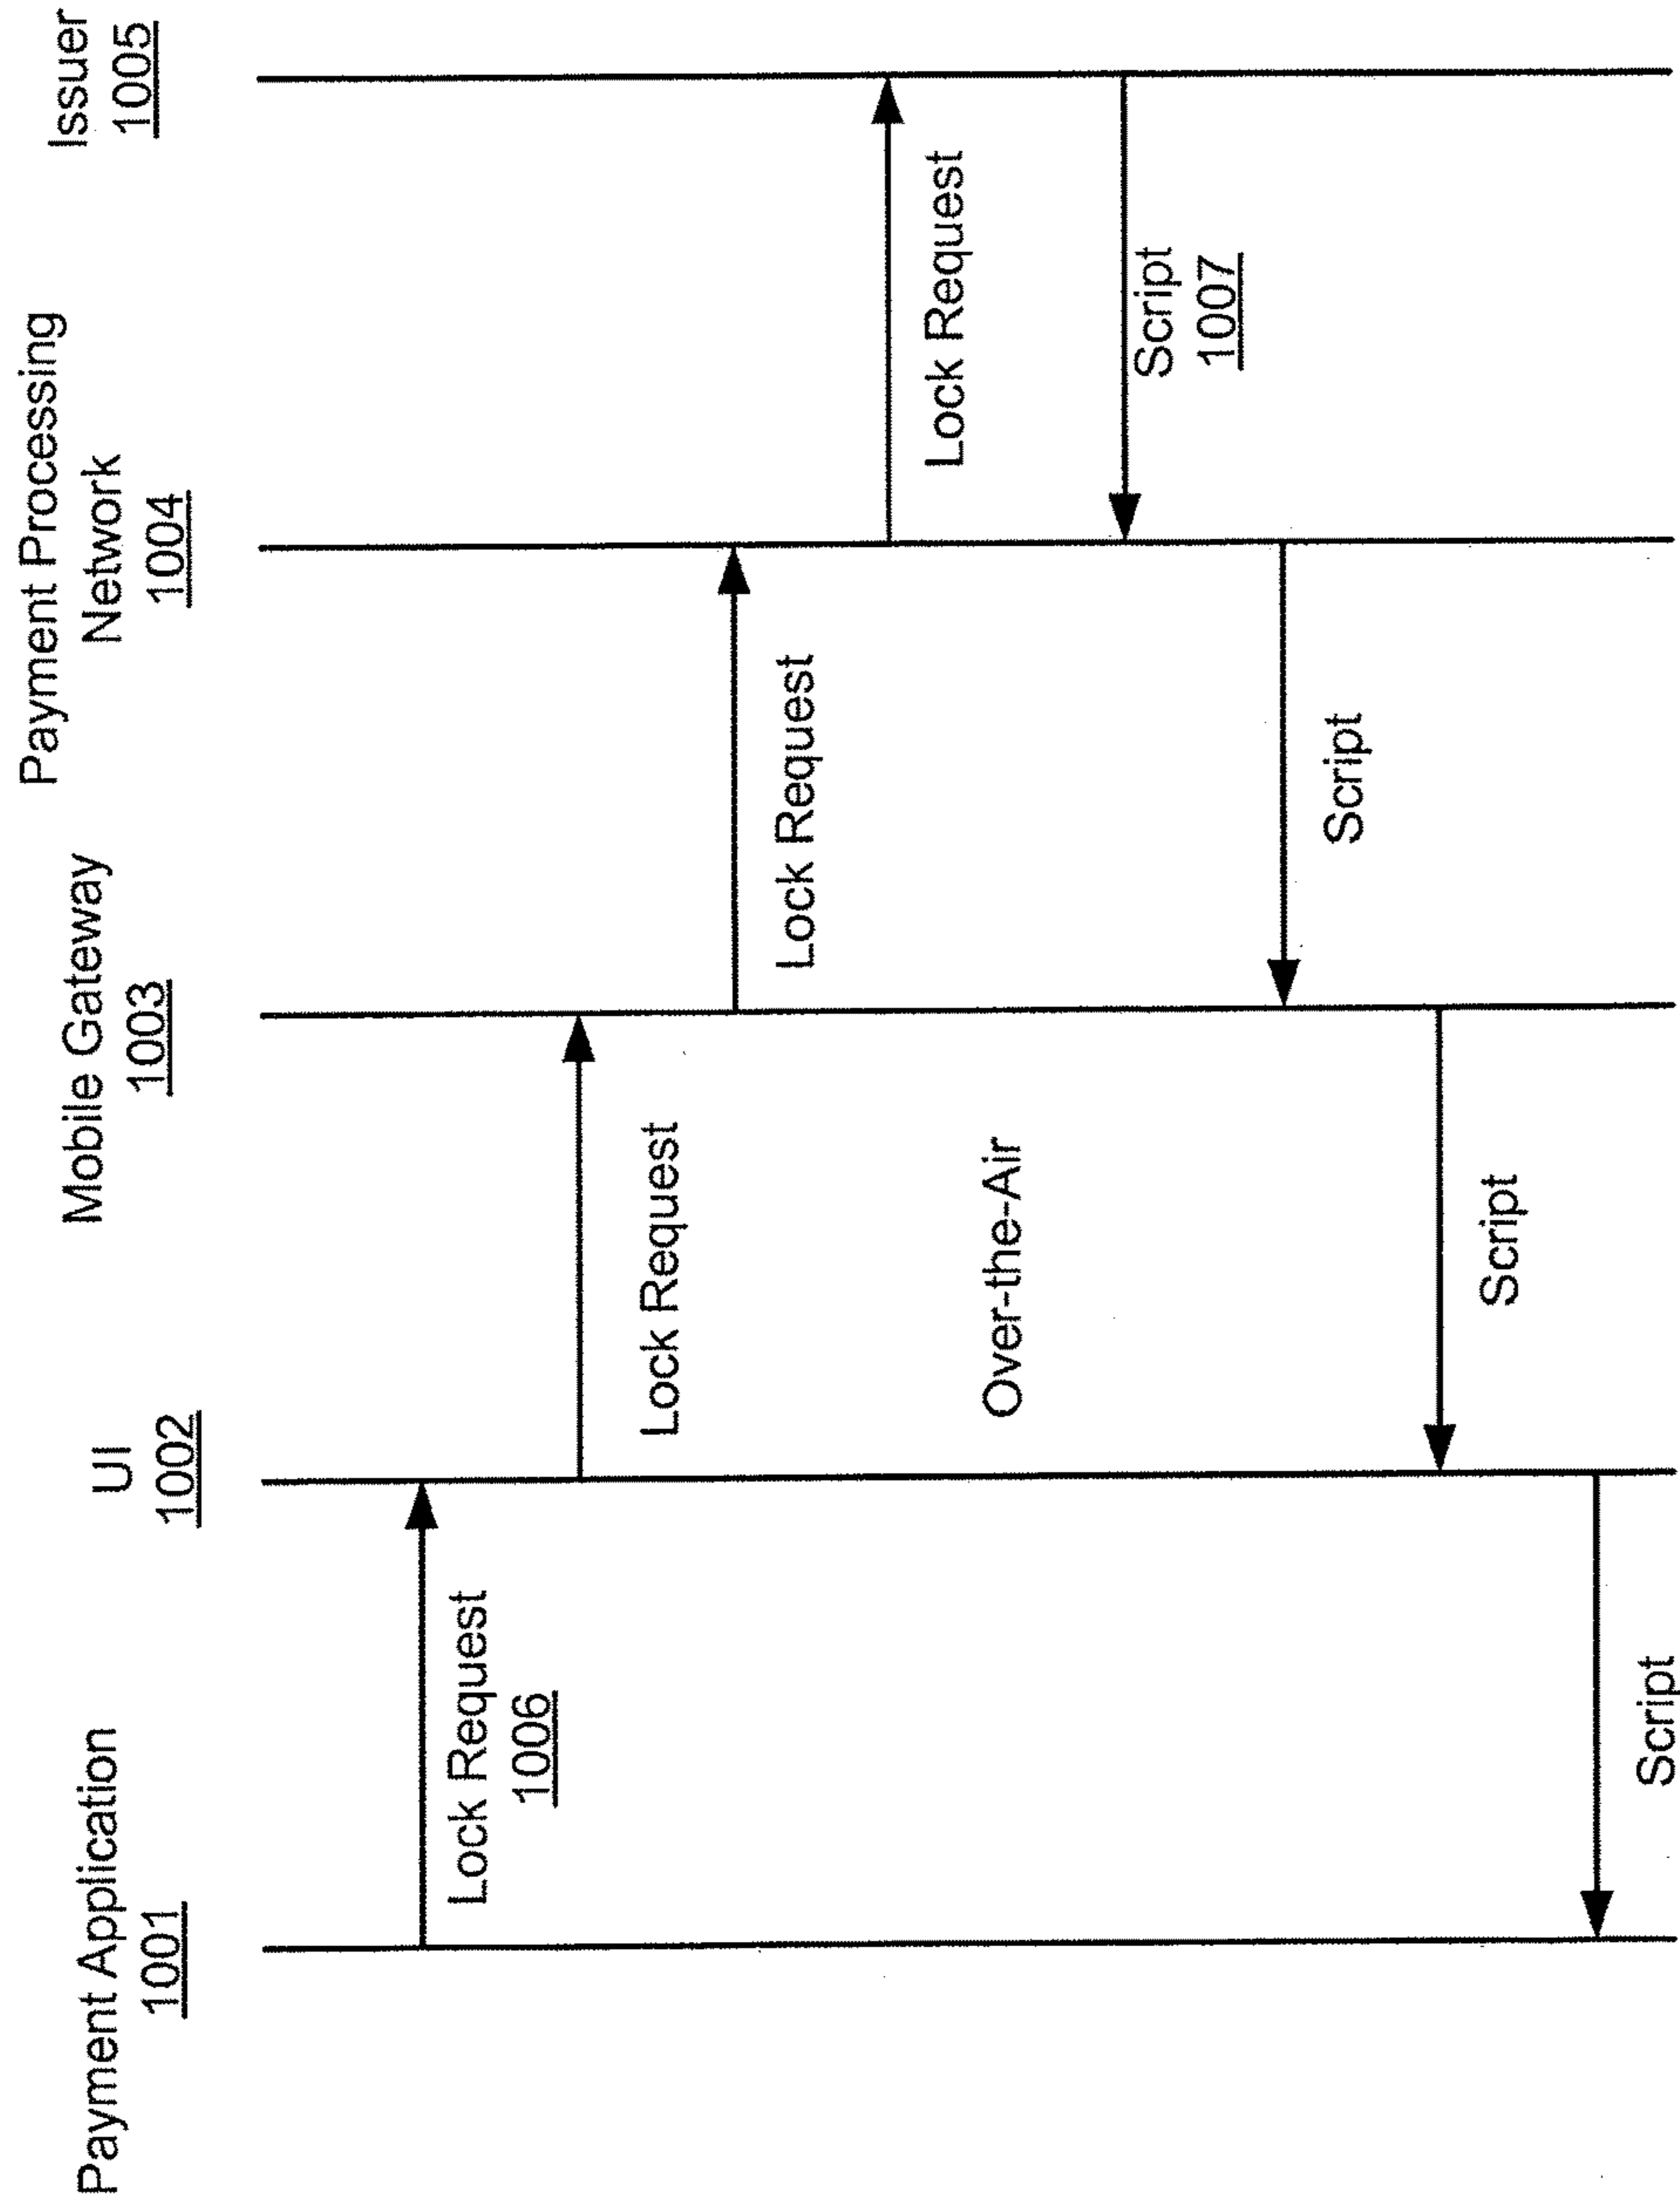 Payment Application
1001
UI
1002
Mobile Gateway
1003
Payment Processing
Network
1004
Issuer
1005
Lock Request
1006
Lock Request
Lock Request
Lock Request
Over-the-Air
Script
1007
Script
Script
Script